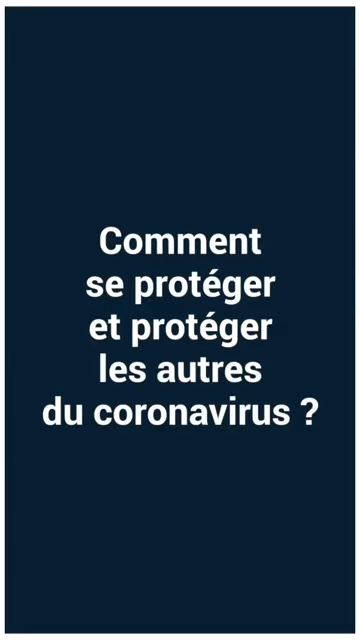 Comment
se protéger
et protéger
les autres
du coronavirus ?